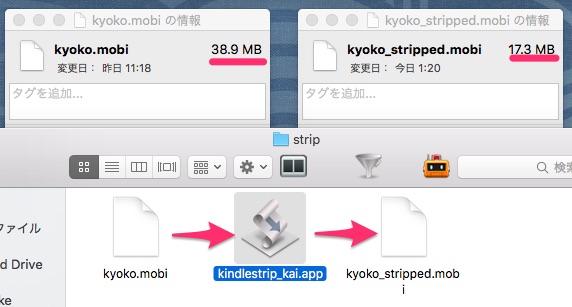 kyoko.mobi の情報
kyoko.mobi 38.9 MB
変更日： 昨日 11:18
タグを追加...
kyoko_stripped.mobi の情報
kyoko_stripped.mobi 17.3 MB
変更日： 今日 1:20
タグを追加...
strip
検索
ファイル
d Drive
ke
kyoko.mobi
kindlestrip_kai.app
kyoko_stripped.mob
i